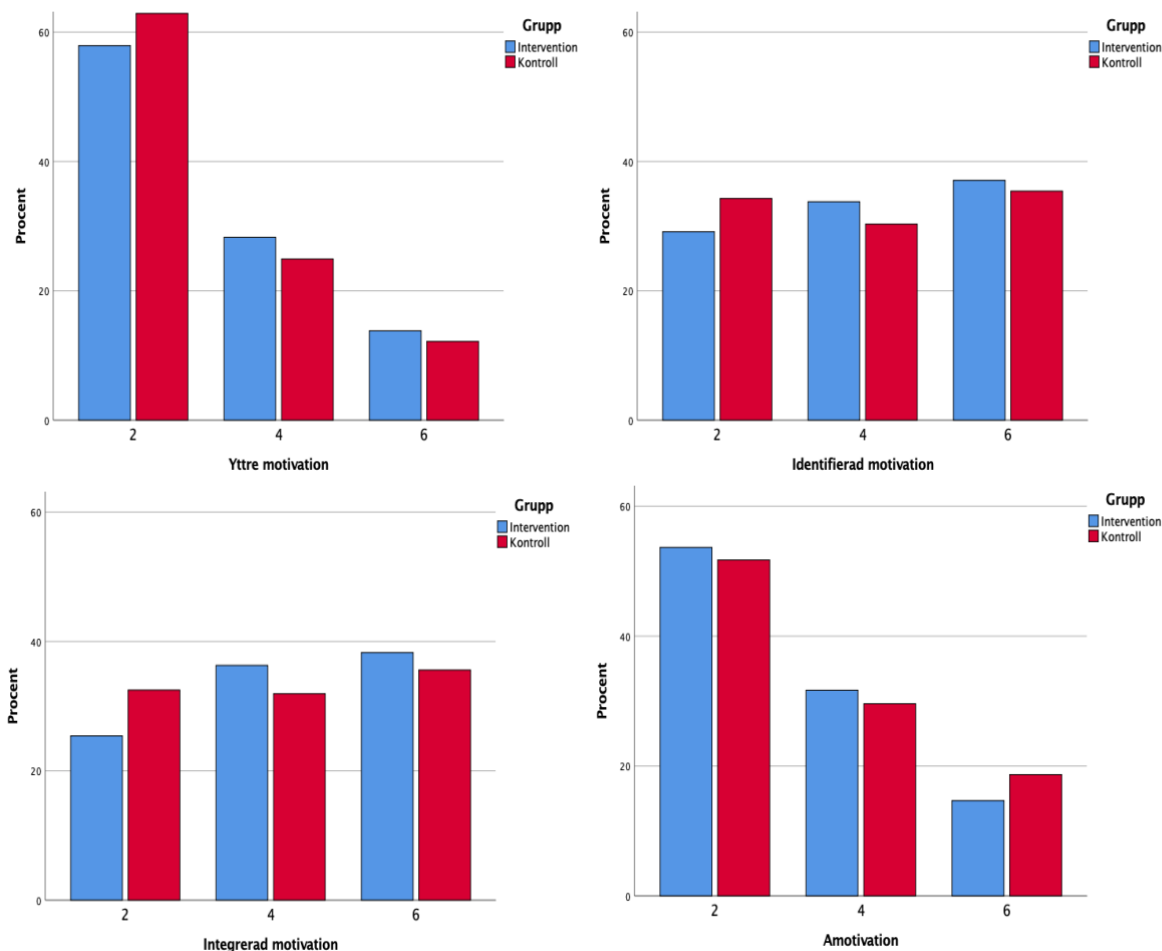 Grupp
Intervention
Kontroll
60
40
20
0
Procent
2 4 6
Yttre motivation
Grupp
Intervention
Kontroll
60
40
20
0
Procent
2 4 6
Identifierad motivation
Grupp
Intervention
Kontroll
60
40
20
0
Procent
2 4 6
Integrerad motivation
Grupp
Intervention
Kontroll
60
40
20
0
Procent
2 4 6
Amotivation